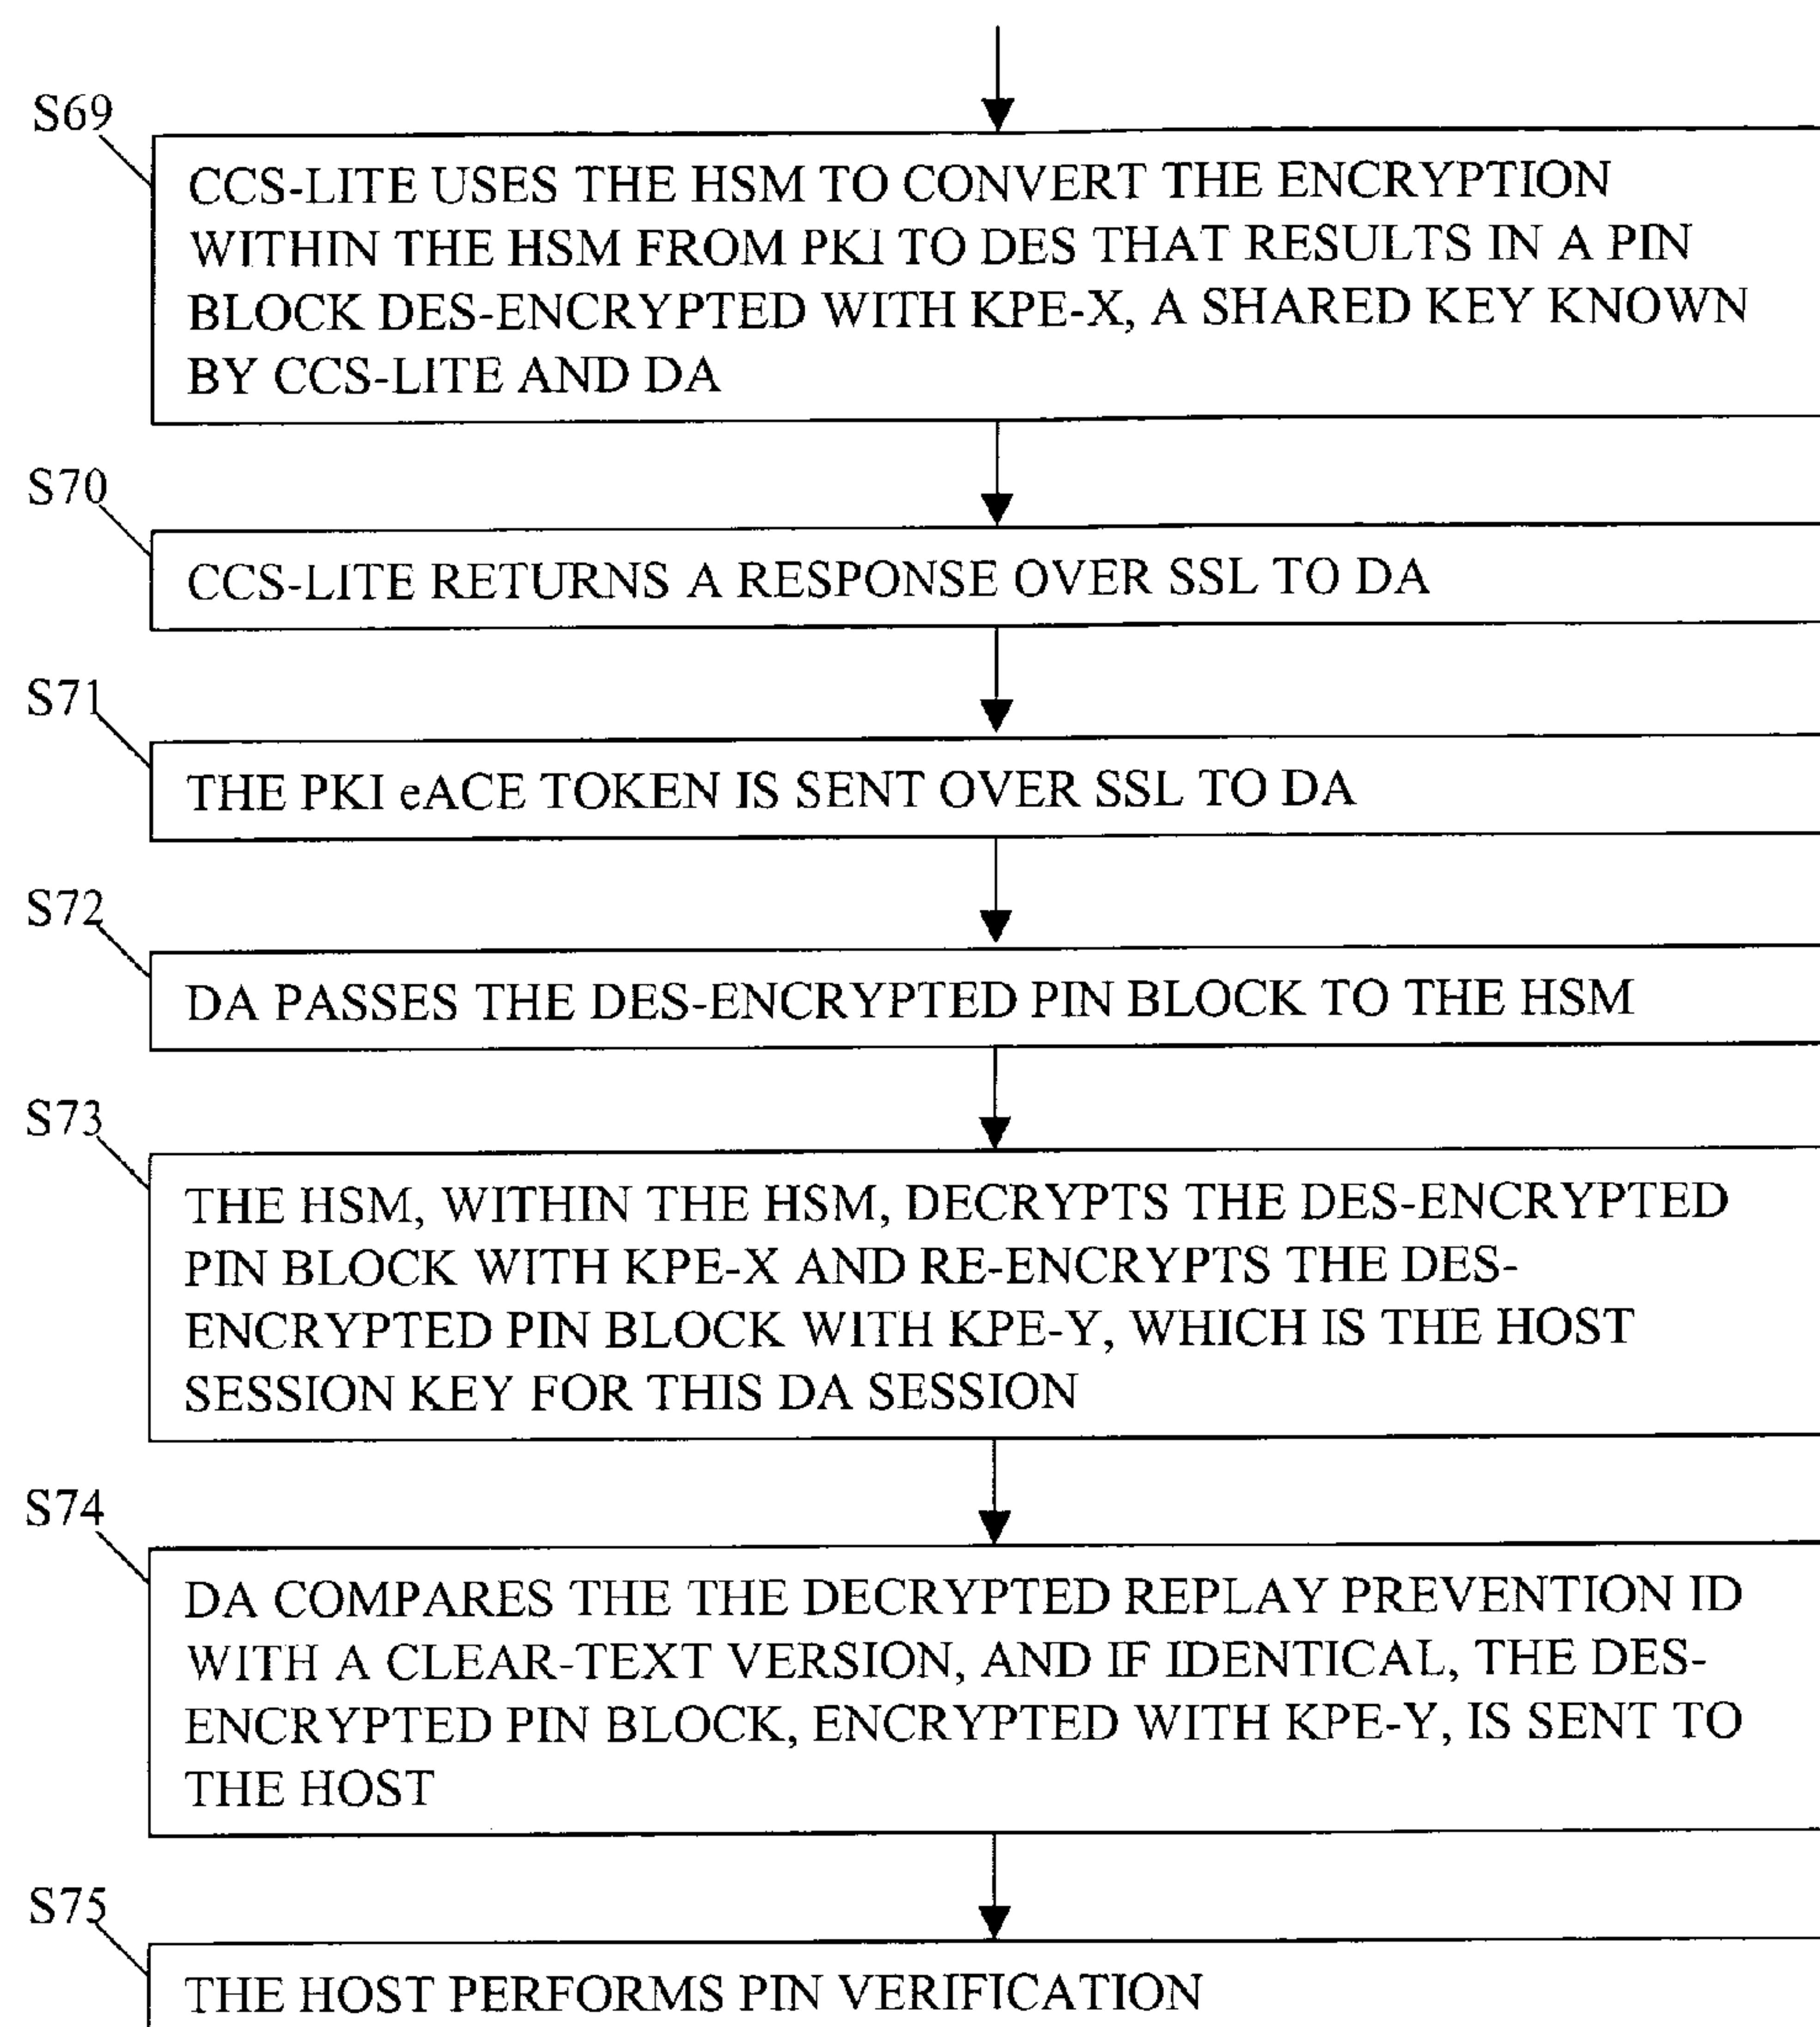 S69
CCS-LITE USES THE HSM TO CONVERT THE ENCRYPTION
WITHIN THE HSM FROM PKI TO DES THAT RESULTS IN A PIN
BLOCK DES-ENCRYPTED WITH KPE-X, A SHARED KEY KNOWN
BY CCS-LITE AND DA
S70
CCS-LITE RETURNS A RESPONSE OVER SSL TO DA
S71
THE PKI eACE TOKEN IS SENT OVER SSL TO DA
S72
DA PASSES THE DES-ENCRYPTED PIN BLOCK TO THE HSM
S73
THE HSM, WITHIN THE HSM, DECRYPTS THE DES-ENCRYPTED
PIN BLOCK WITH KPE-X AND RE-ENCRYPTS THE DES-
ENCRYPTED PIN BLOCK WITH KPE-Y, WHICH IS THE HOST
SESSION KEY FOR THIS DA SESSION
S74
DA COMPARES THE THE DECRYPTED REPLAY PREVENTION ID
WITH A CLEAR-TEXT VERSION, AND IF IDENTICAL, THE DES-
ENCRYPTED PIN BLOCK, ENCRYPTED WITH KPE-Y, IS SENT TO
THE HOST
S75
THE HOST PERFORMS PIN VERIFICATION